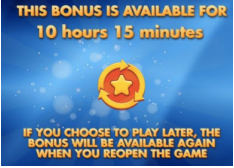 THIS BONUS IS AVAILABLE FOR
10 hours 15 minutes
IF YOU CHOOSE TO PLAY LATER, THE
BONUS WILL BE AVAILABLE AGAIN
WHEN YOU REOPEN THE GAME